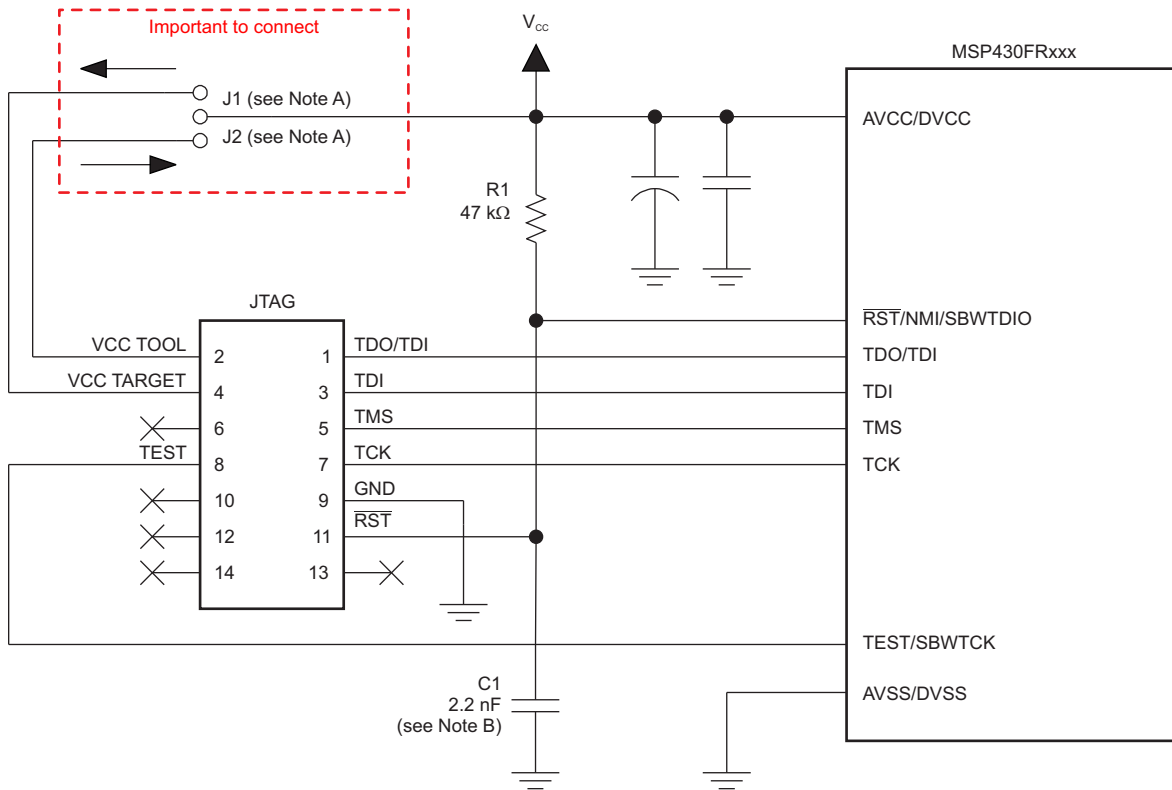 Important to connect
V_CC
MSP430FRxxx
J1 (see Note A)
J2 (see Note A)
AVCC/DVCC
R1
47 kΩ
JTAG
R̅S̅T̅/NMI/SBWTDIO
VCC TOOL
2
1
TDO/TDI
TDO/TDI
VCC TARGET
4
3
TDI
TDI
6
5
TMS
TMS
TEST
8
7
TCK
TCK
10
9
GND
12
11
R̅S̅T̅
14
13
TEST/SBWTCK
C1
2.2 nF
(see Note B)
AVSS/DVSS